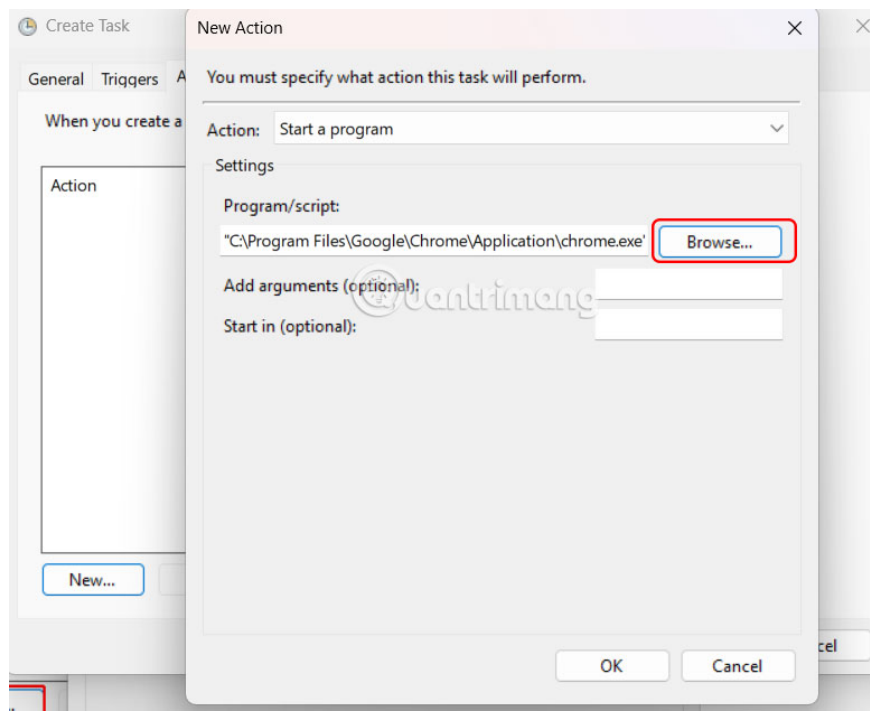 Create Task
New Action
General Triggers A
You must specify what action this task will perform.
When you create a
Action: Start a program
Settings
Action
Program/script:
"C:\Program Files\Google\Chrome\Application\chrome.exe" Browse...
Add arguments (optional):
Quantrimang
Start in (optional):
New...
OK Cancel
cel